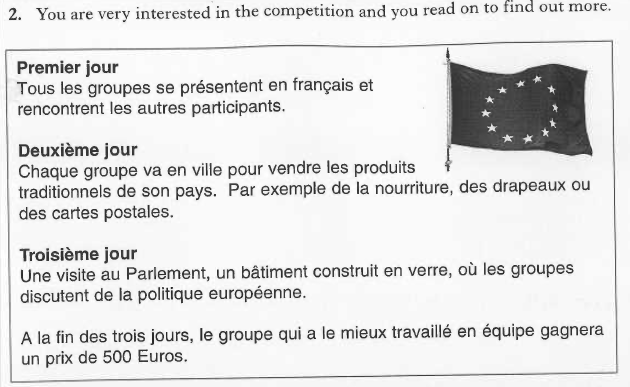 2. You are very interested in the competition and you read on to find out more.
Premier jour
Tous les groupes se présentent en français et
rencontrent les autres participants.
Deuxième jour
Chaque groupe va en ville pour vendre les produits
traditionnels de son pays. Par exemple de la nourriture, des drapeaux ou
des cartes postales.
Troisième jour
Une visite au Parlement, un bâtiment construit en verre, où les groupes
discutent de la politique européenne.
A la fin des trois jours, le groupe qui a le mieux travaillé en équipe gagnera
un prix de 500 Euros.